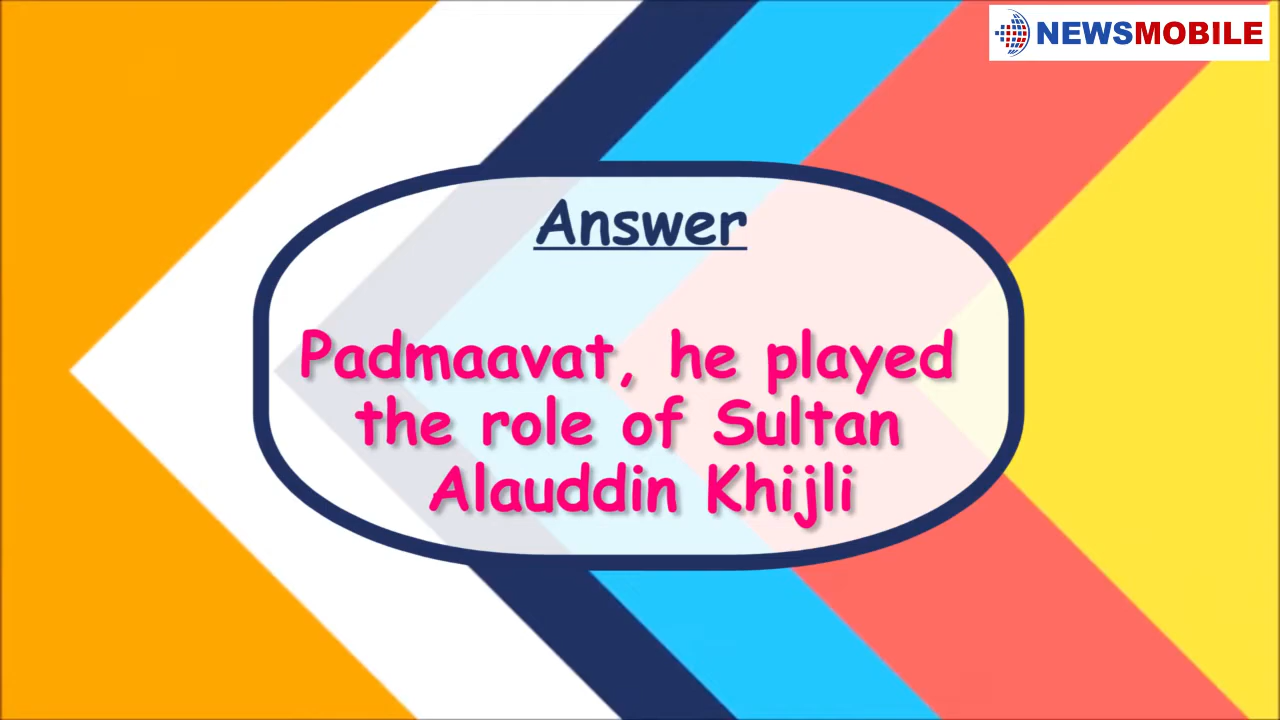 NEWSMOBILE
Answer
Padmaavat, he played
the role of Sultan
Alauddin Khijli